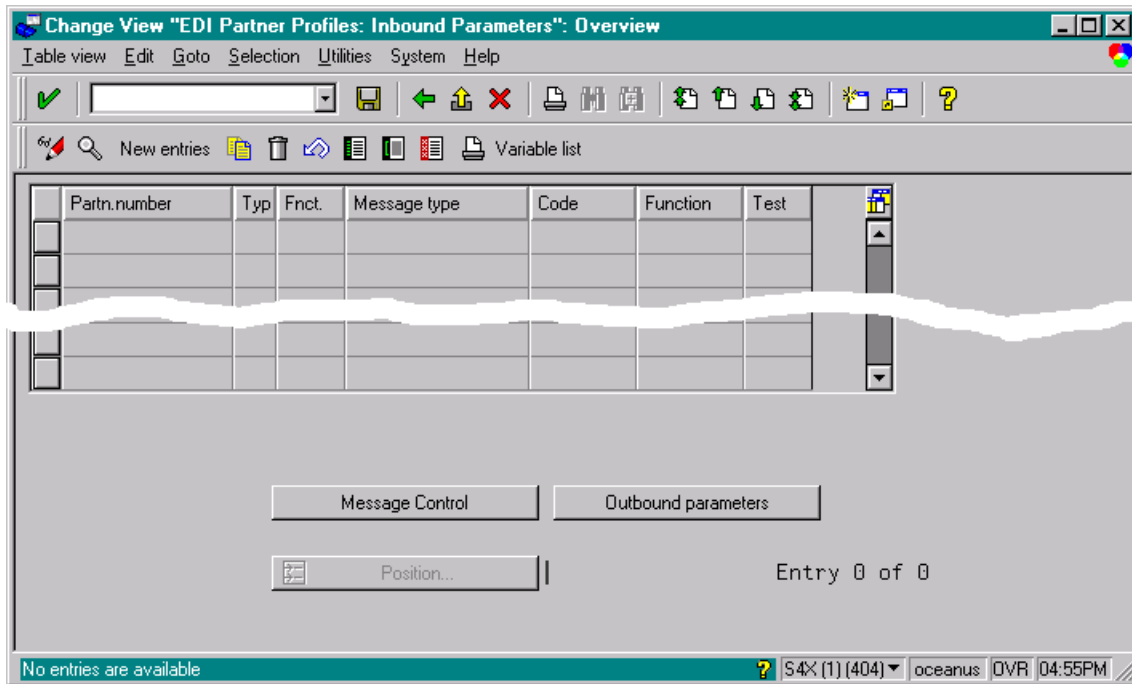 Change View "EDI Partner Profiles: Inbound Parameters": Overview
Table view Edit Goto Selection Utilities System Help
New entries Variable list
Partn.number Typ Fnct. Message type Code Function Test
Message Control Outbound parameters
Position... Entry 0 of 0
No entries are available ? S4X (1) (404) oceanus OVR 04:55PM